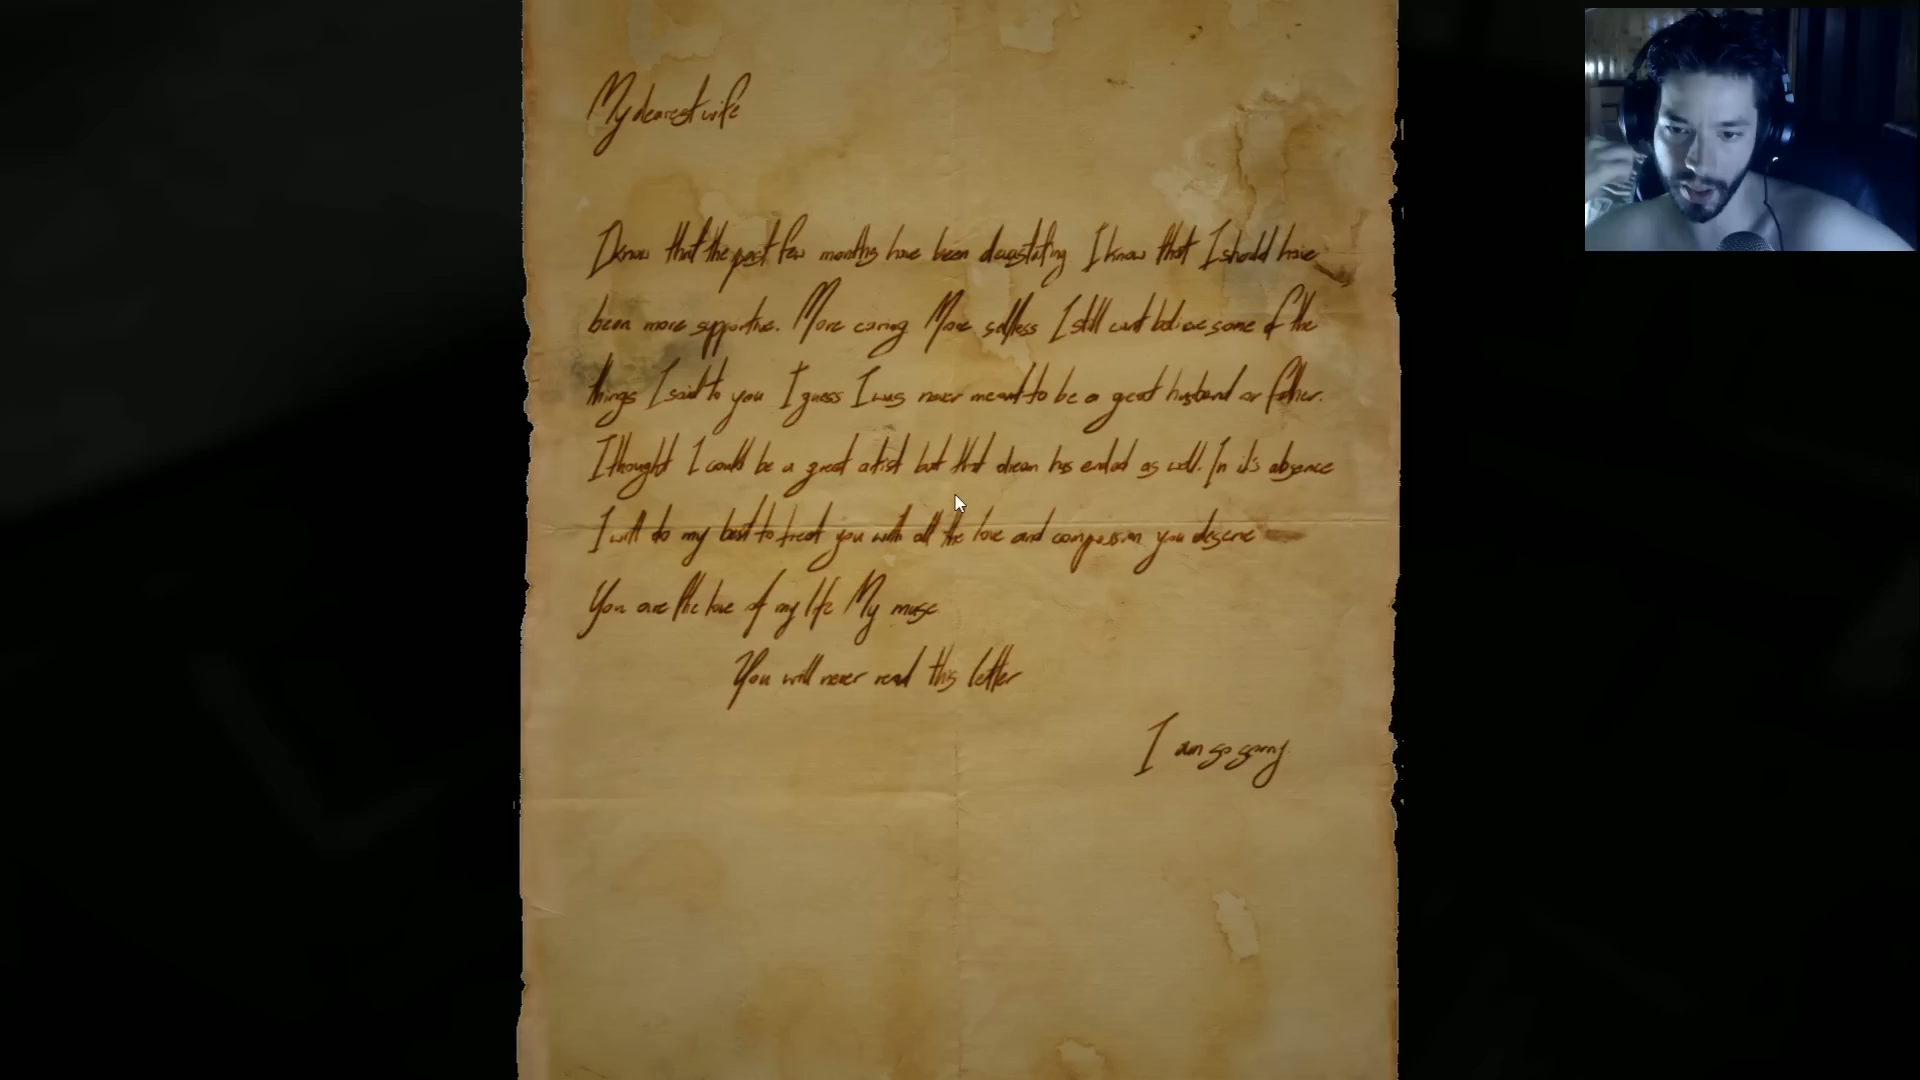 My dearest wife
I know that the past few months have been devastating I know that I should have
been more supportive. More caring More selfless I still can't believe some of the
things I said to you I guess I was never meant to be a great husband or father.
I thought I could be a great artist but that dream has ended as well. In it's absence
I will do my best to treat you with all the love and compassion you deserve
You are the love of my life My muse
You will never read this letter
I am so sorry.